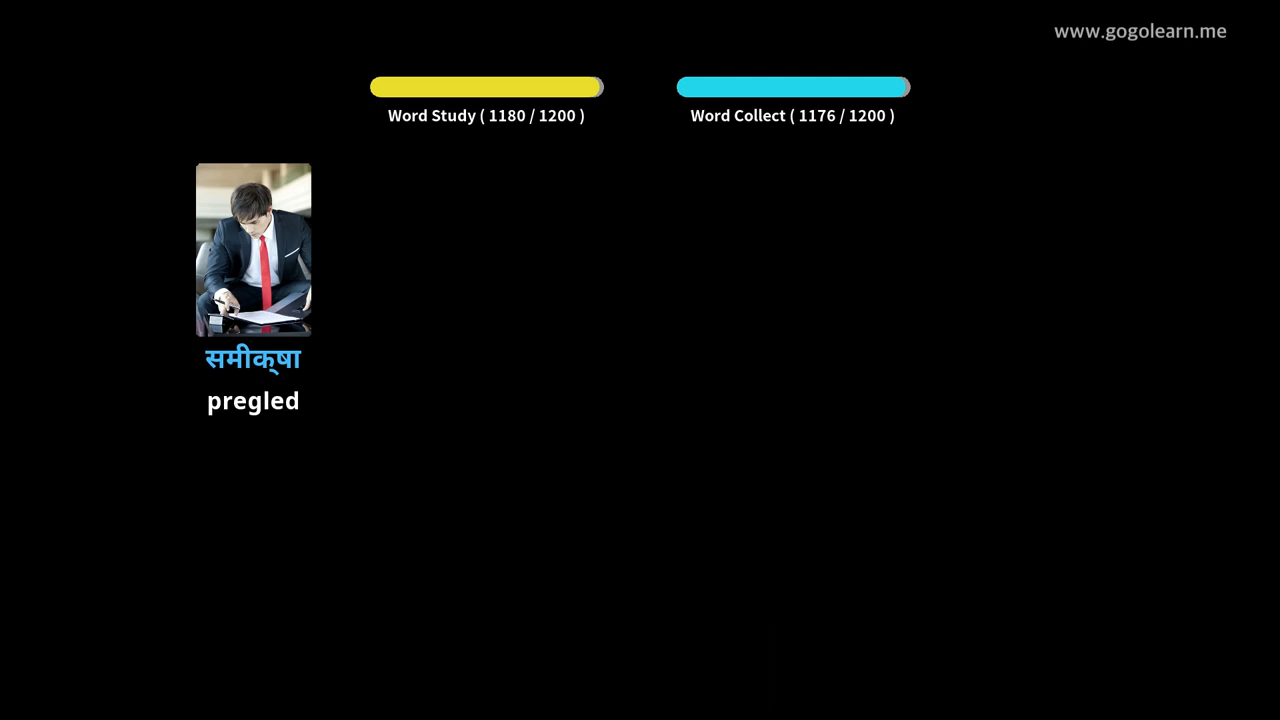 www.gogolearn.me
Word Study ( 1180 / 1200 )
Word Collect ( 1176 / 1200 )
समीक्षा
pregled